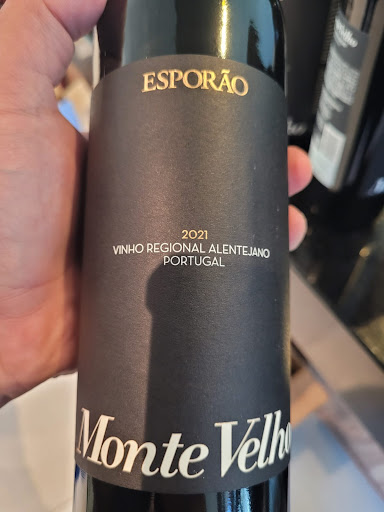 ESPORÃO
2021
VINHO REGIONAL ALENTEJANO
PORTUGAL
Monte Velho